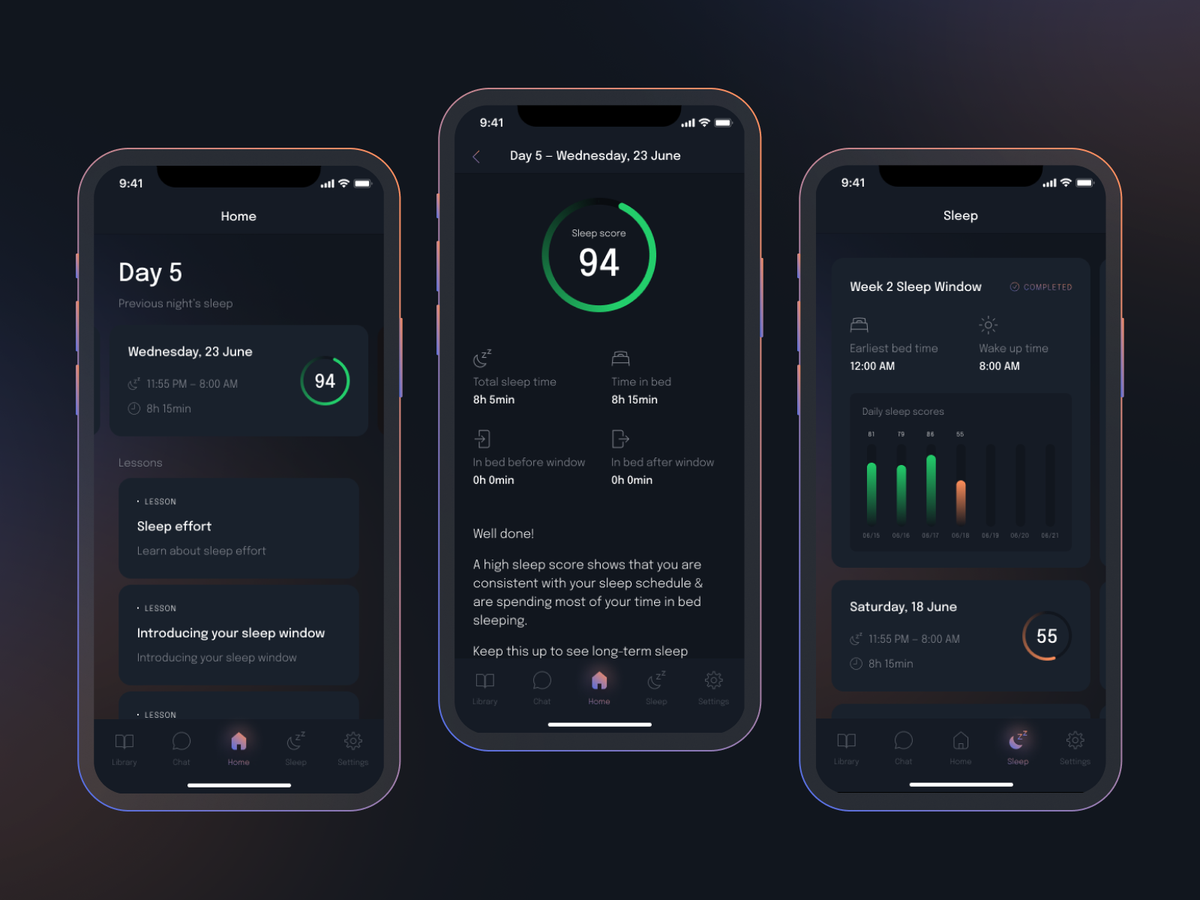 9:41
Home
Day 5
Previous night's sleep
Wednesday, 23 June
11:55 PM – 8:00 AM
8h 15min
94
Lessons
LESSON
Sleep effort
Learn about sleep effort
LESSON
Introducing your sleep window
Introducing your sleep window
LESSON
Library Chat Home Sleep Settings
9:41
Day 5 – Wednesday, 23 June
Sleep score
94
Total sleep time Time in bed
8h 5min 8h 15min
In bed before window In bed after window
0h 0min 0h 0min
Well done!
A high sleep score shows that you are
consistent with your sleep schedule &
are spending most of your time in bed
sleeping.
Keep this up to see long-term sleep
Library Chat Home Sleep Settings
9:41
Sleep
Week 2 Sleep Window COMPLETED
Earliest bed time Wake up time
12:00 AM 8:00 AM
Daily sleep scores
81 79 86 55
06/15 06/16 06/17 06/18 06/19 06/20 06/21
Saturday, 18 June
11:55 PM – 8:00 AM
8h 15min
55
Library Chat Home Sleep Settings